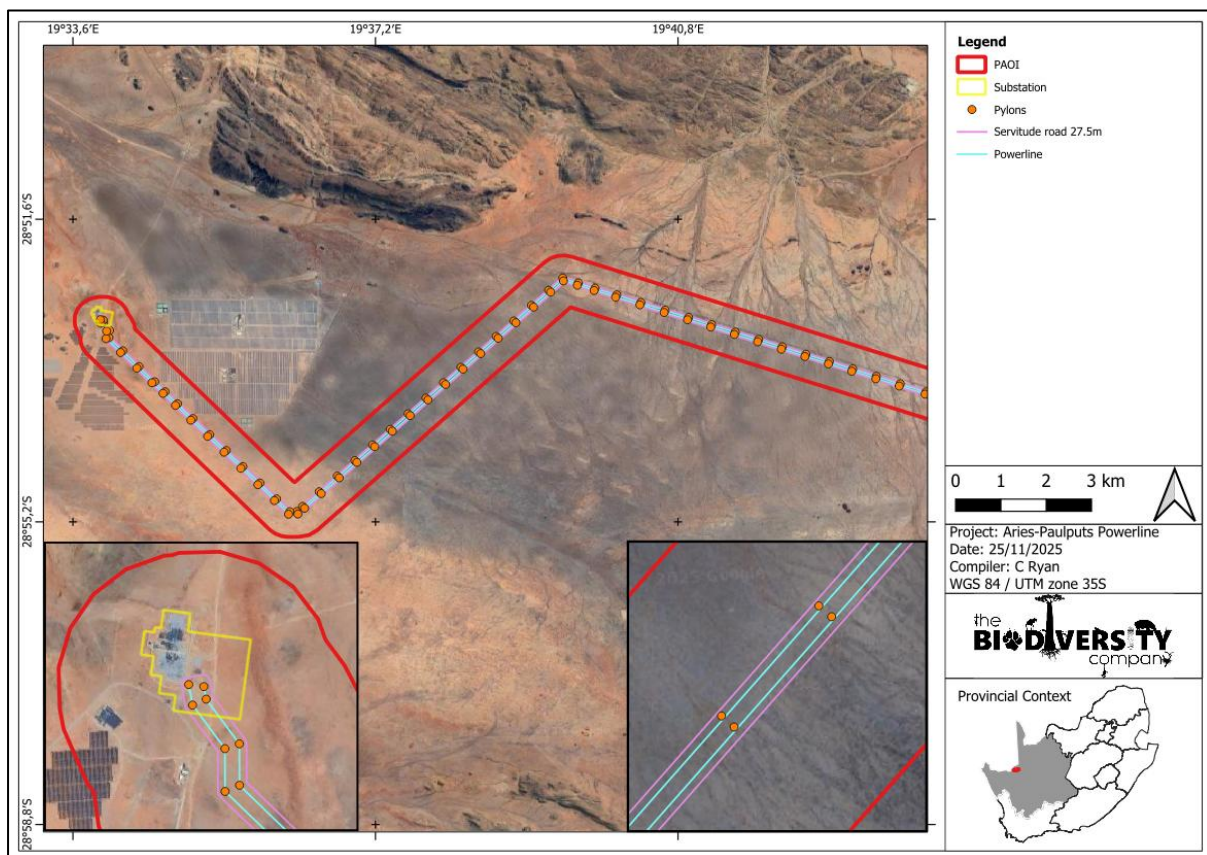 19°33,6'E
19°37,2'E
19°40,8'E
28°51,6'S
28°55,2'S
28°58,8'S
Legend
PAOI
Substation
Pylons
Servitude road 27.5m
Powerline
0 1 2 3 km
Project: Aries-Paulputs Powerline
Date: 25/11/2025
Compiler: C Ryan
WGS 84 / UTM zone 35S
the
BIODIVERSITY
company
Provincial Context